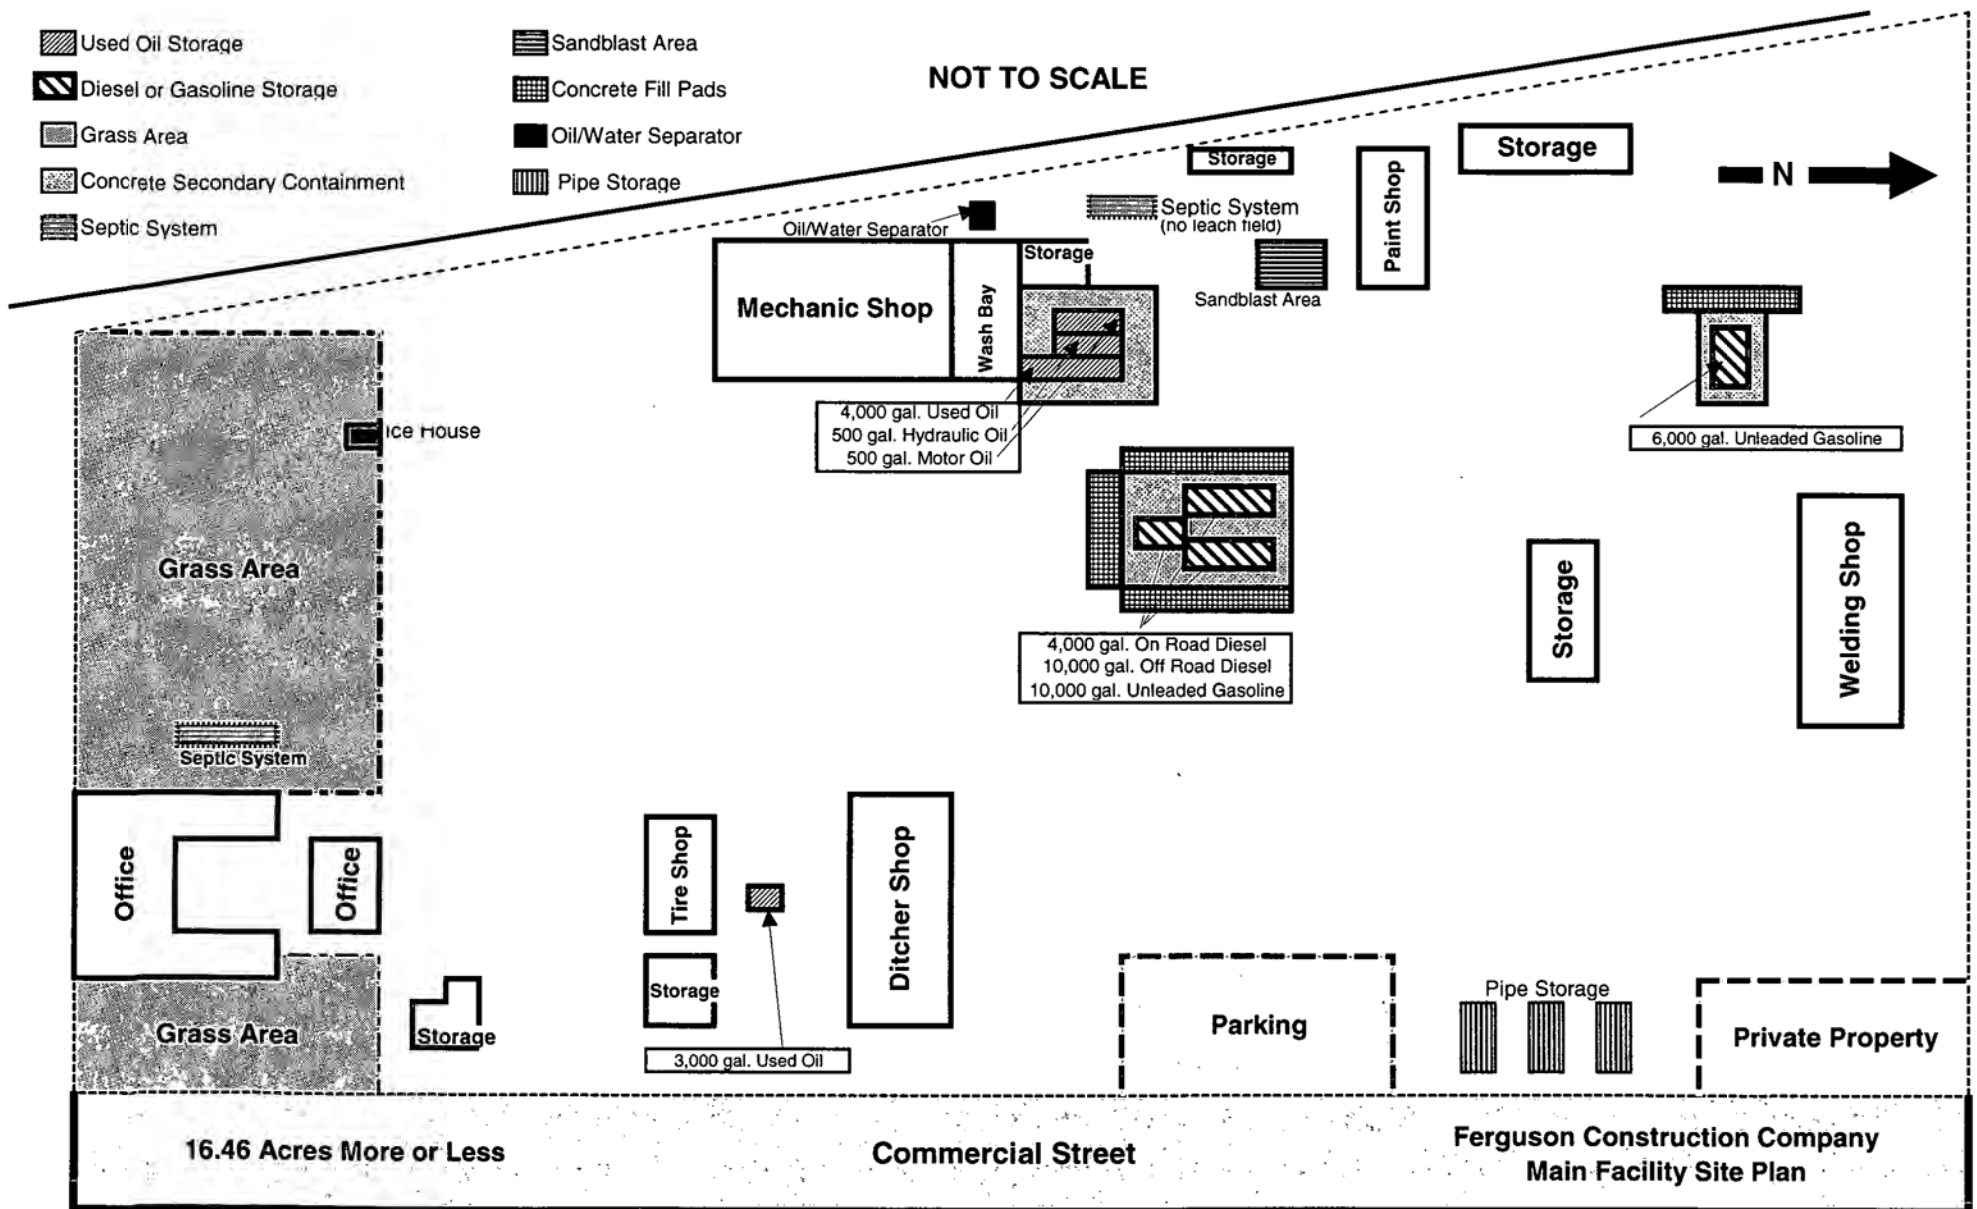 Used Oil Storage
Diesel or Gasoline Storage
Grass Area
Concrete Secondary Containment
Septic System
Sandblast Area
Concrete Fill Pads
Oil/Water Separator
Pipe Storage
NOT TO SCALE
N
Storage
Storage
Paint Shop
Septic System
(no leach field)
Oil/Water Separator
Storage
Sandblast Area
Mechanic Shop
Wash Bay
4,000 gal. Used Oil
500 gal. Hydraulic Oil
500 gal. Motor Oil
6,000 gal. Unleaded Gasoline
Ice House
Grass Area
Septic System
4,000 gal. On Road Diesel
10,000 gal. Off Road Diesel
10,000 gal. Unleaded Gasoline
Storage
Welding Shop
Office
Office
Tire Shop
Ditcher Shop
Storage
Grass Area
Storage
3,000 gal. Used Oil
Parking
Pipe Storage
Private Property
16.46 Acres More or Less
Commercial Street
Ferguson Construction Company
Main Facility Site Plan